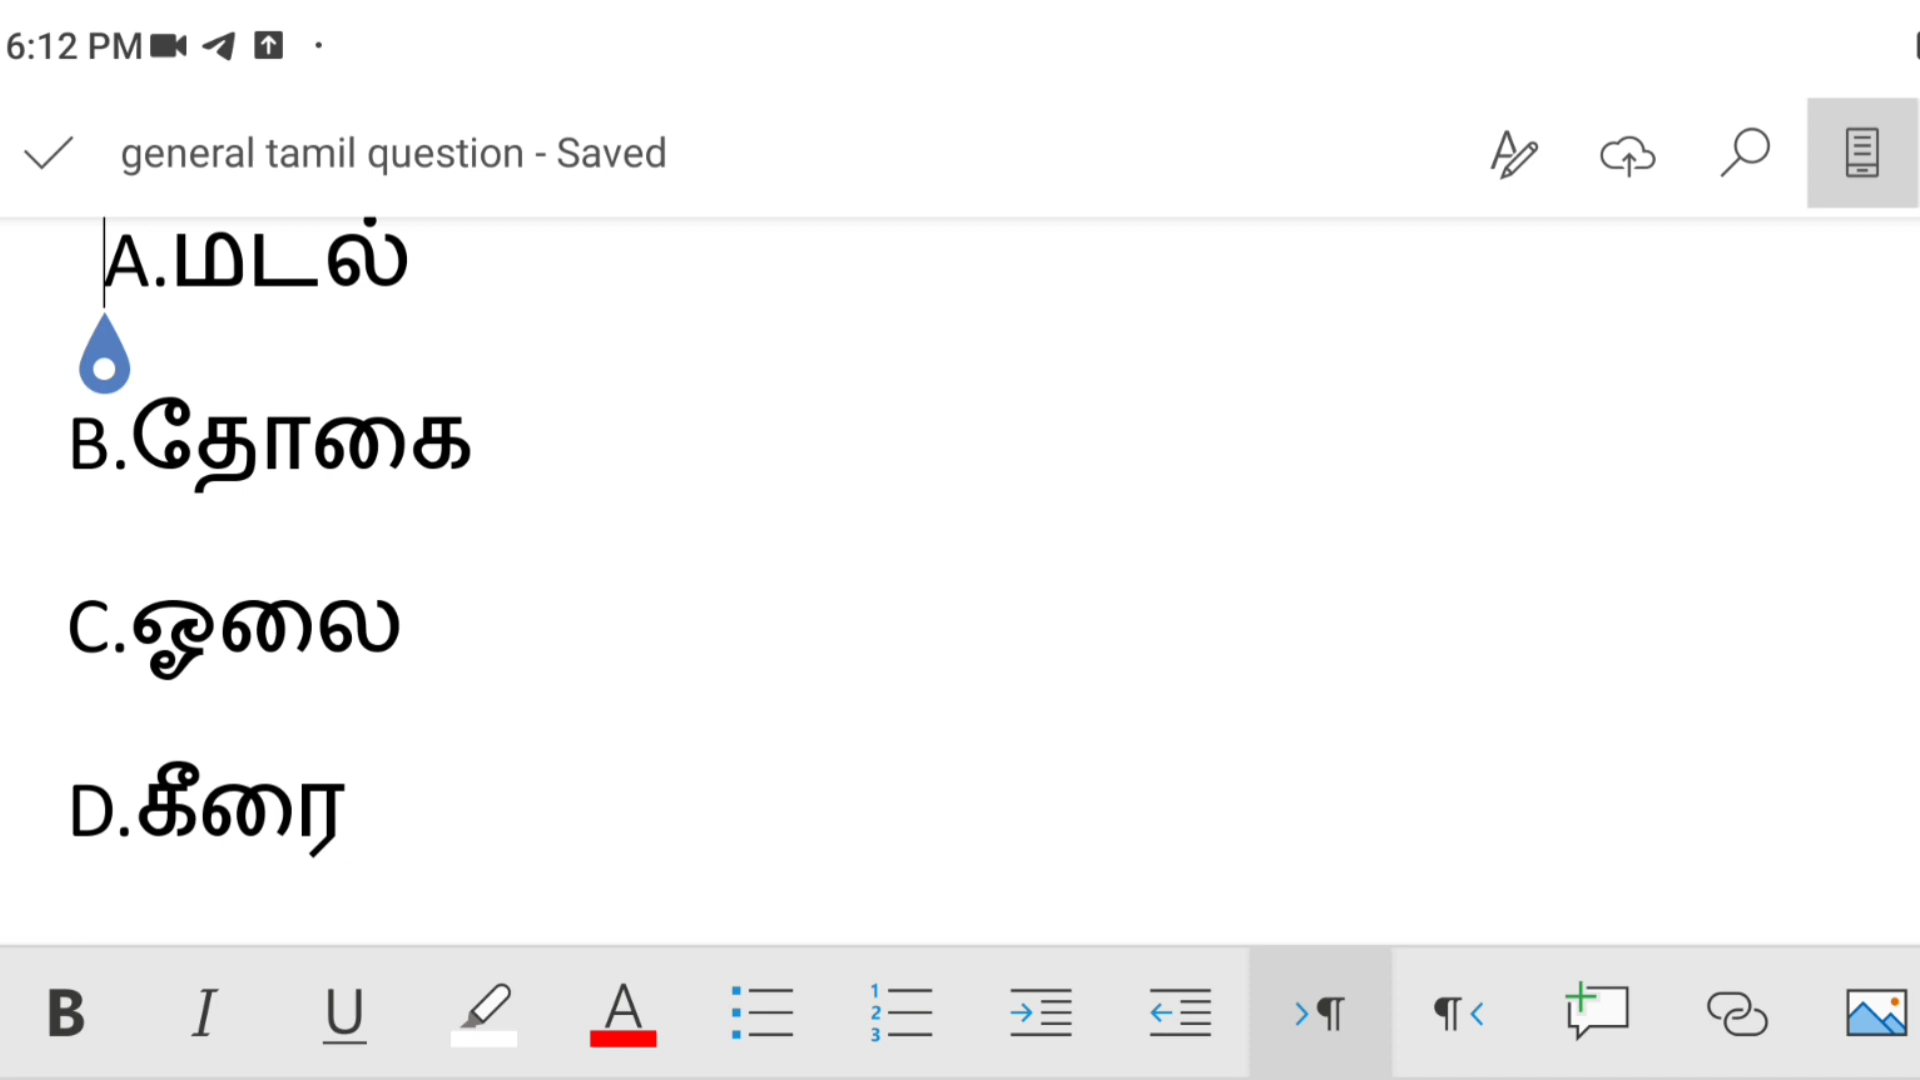 6:12 PM
general tamil question - Saved
A.மடல்
B.தோகை
C.ஓலை
D.கீரை
B I U A